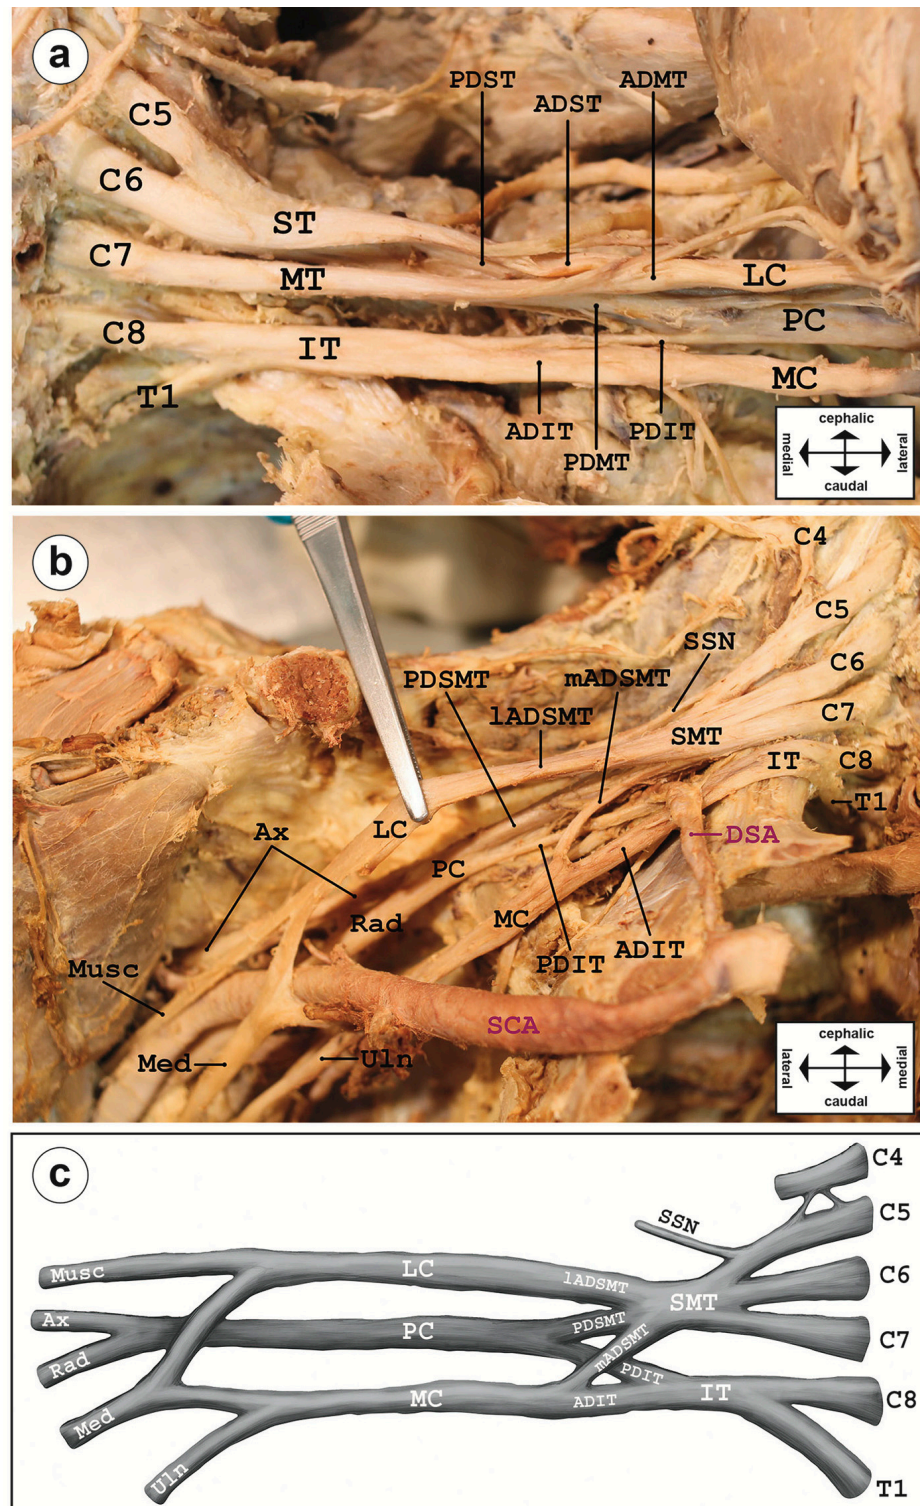 a
C5
PDST
ADST
ADMT
C6
ST
C7
MT
LC
PC
C8
IT
MC
T1
ADIT
PDIT
PDMT
cephalic
medial
lateral
caudal
b
C4
C5
SSN
C6
PDSMT
mADSMT
lADSMT
C7
SMT
IT
C8
T1
LC
Ax
DSA
PC
Rad
MC
PDIT
ADIT
Musc
SCA
Med
Uln
cephalic
lateral
medial
caudal
c
C4
C5
SSN
Musc
LC
lADSMT
C6
SMT
Ax
PC
PDSMT
C7
mADSMT
Rad
PDIT
MC
ADIT
IT
C8
Med
Uln
T1